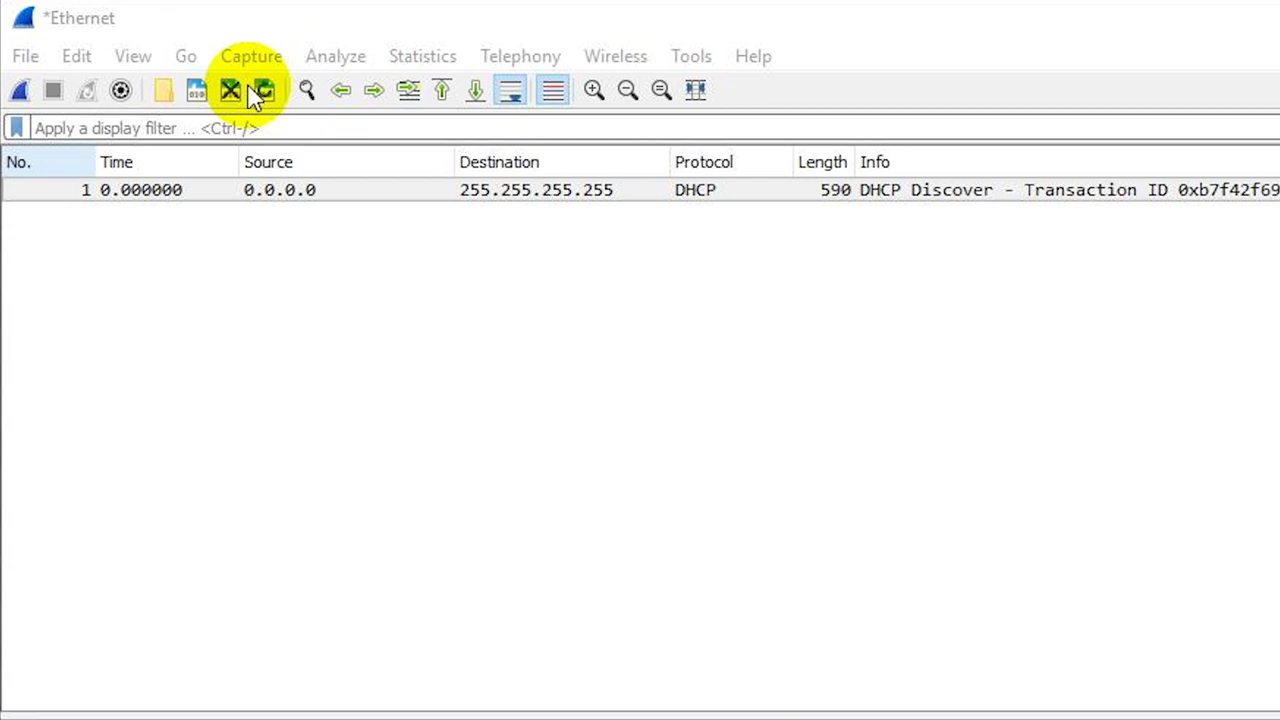 *Ethernet
File Edit View Go Capture Analyze Statistics Telephony Wireless Tools Help
Apply a display filter ... <Ctrl-/>
No. Time Source Destination Protocol Length Info
1 0.000000 0.0.0.0 255.255.255.255 DHCP 590 DHCP Discover - Transaction ID 0xb7f42f69